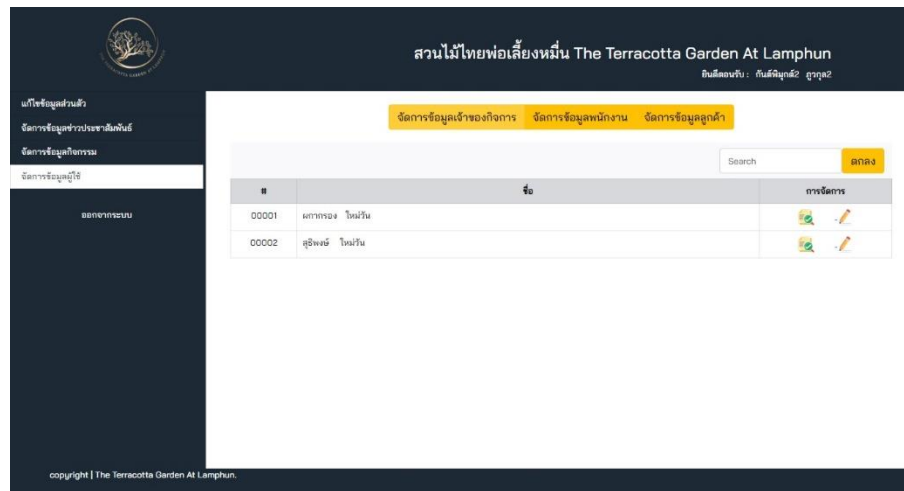 สวนไม้ไทยพ่อเลี้ยงหมื่น The Terracotta Garden At Lamphun
ยินดีตอนรับ : กันต์พิมุกต์2 ภูวกุล2
แก้ไขข้อมูลส่วนตัว
จัดการข้อมูลข่าวประชาสัมพันธ์
จัดการข้อมูลกิจกรรม
จัดการข้อมูลผู้ใช้
ออกจากระบบ
จัดการข้อมูลเจ้าของกิจการ จัดการข้อมูลพนักงาน จัดการข้อมูลลูกค้า
Search ตกลง
# ชื่อ การจัดการ
00001 ผกากรอง ใหม่วัน
00002 สุธิพงษ์ ใหม่วัน
copyright | The Terracotta Garden At Lamphun.